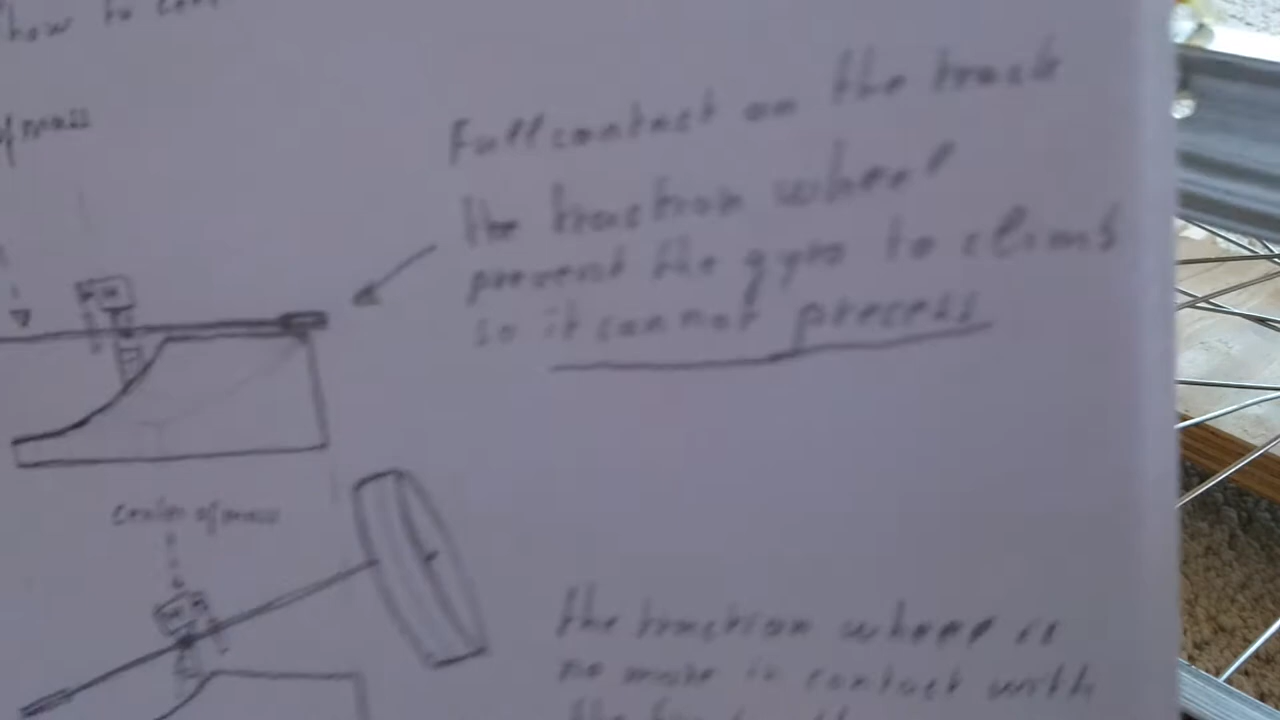 how to
of mass
Full contact on the track
the traction wheel
prevent the gyro to climb
so it cannot precess
center of mass
the traction wheel is
no more in contact with
the